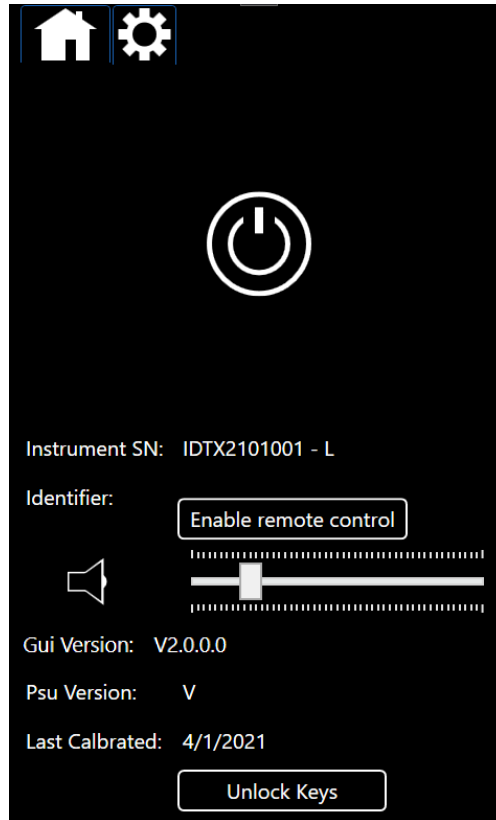 Instrument SN: IDTX2101001 - L
Identifier:
Enable remote control
Gui Version: V2.0.0.0
Psu Version: V
Last Calbrated: 4/1/2021
Unlock Keys